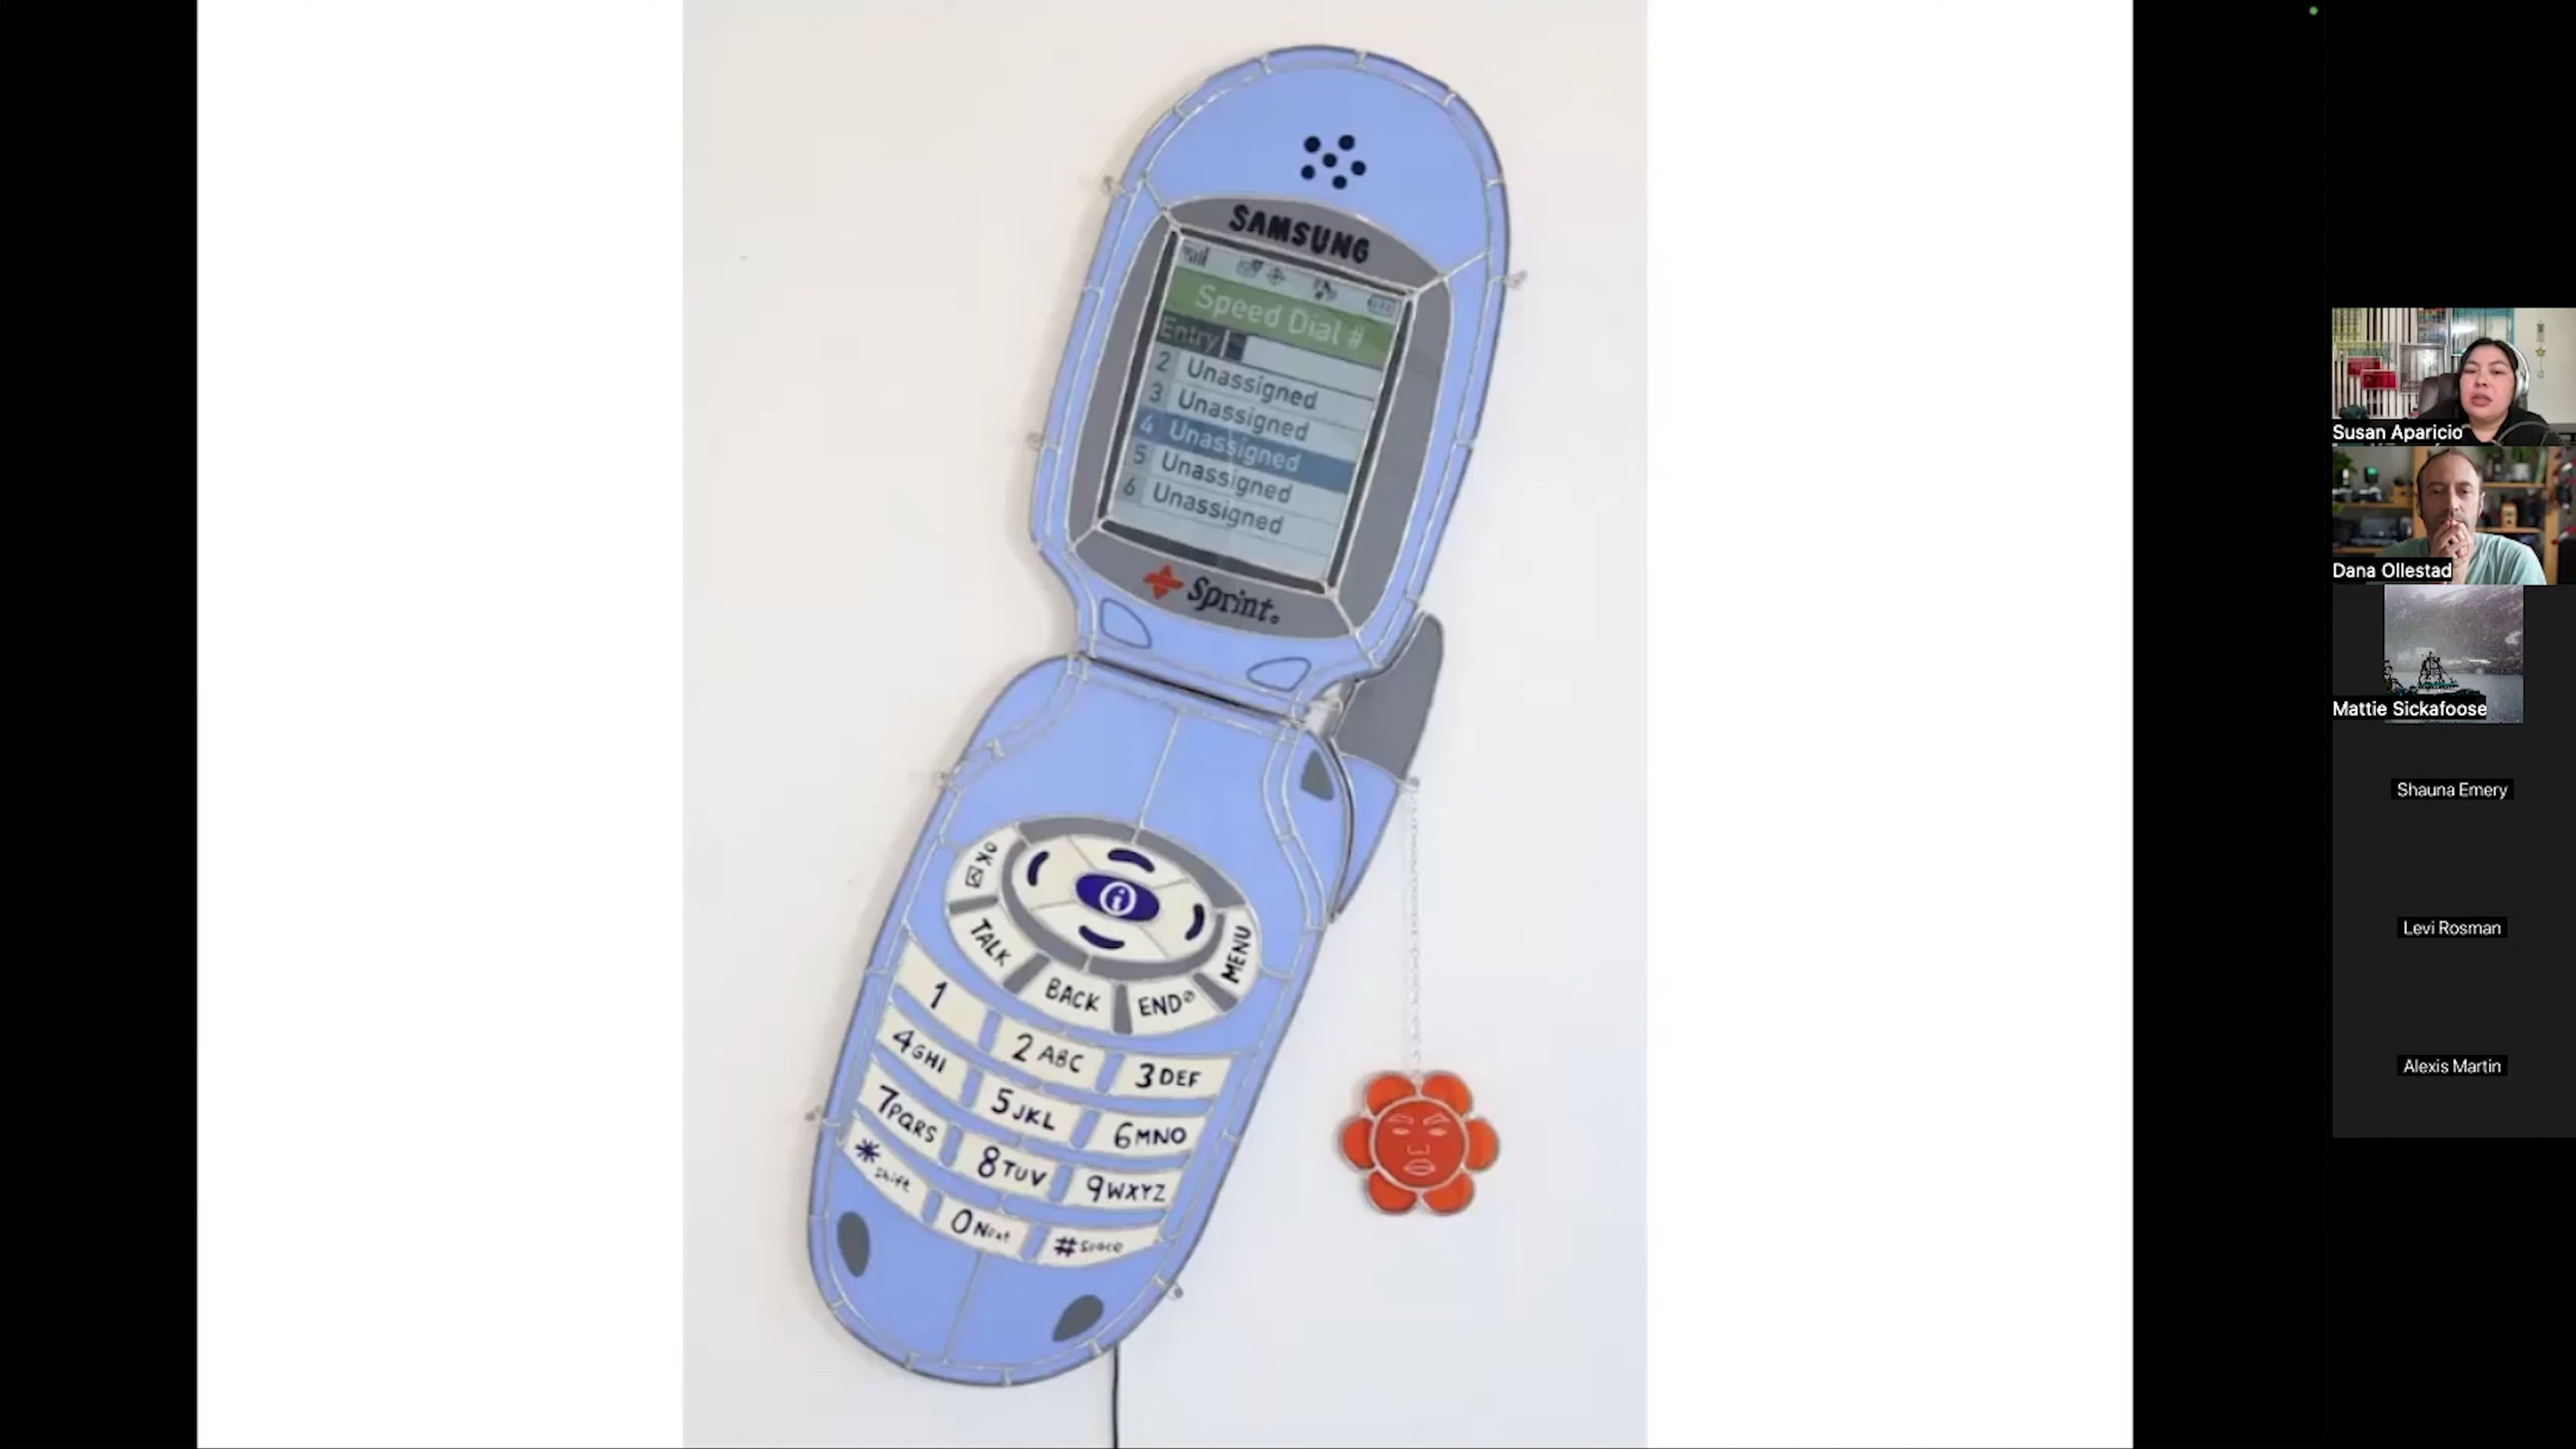 SAMSUNG
Speed Dial #
Entry
2 Unassigned
3 Unassigned
4 Unassigned
5 Unassigned
6 Unassigned
Sprint
OK
TALK
BACK
END
MENU
1
2 ABC
3 DEF
4 GHI
5 JKL
6 MNO
7 PQRS
8 TUV
9 WXYZ
* shift
0 Next
# Space
Susan Aparicio
Dana Ollestad
Mattie Sickafoose
Shauna Emery
Levi Rosman
Alexis Martin